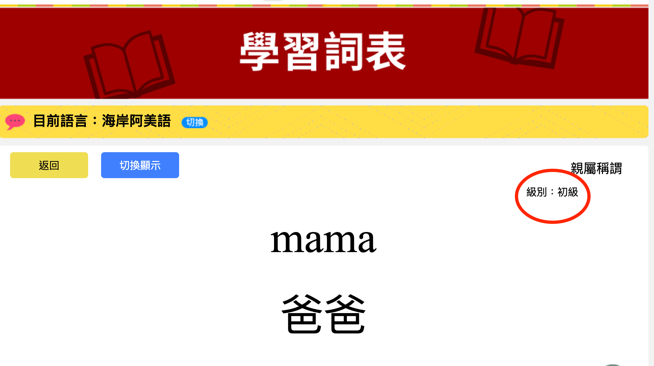 學習詞表
目前語言：海岸阿美語 切換
返回 切換顯示 親屬稱謂
級別：初級
mama
爸爸